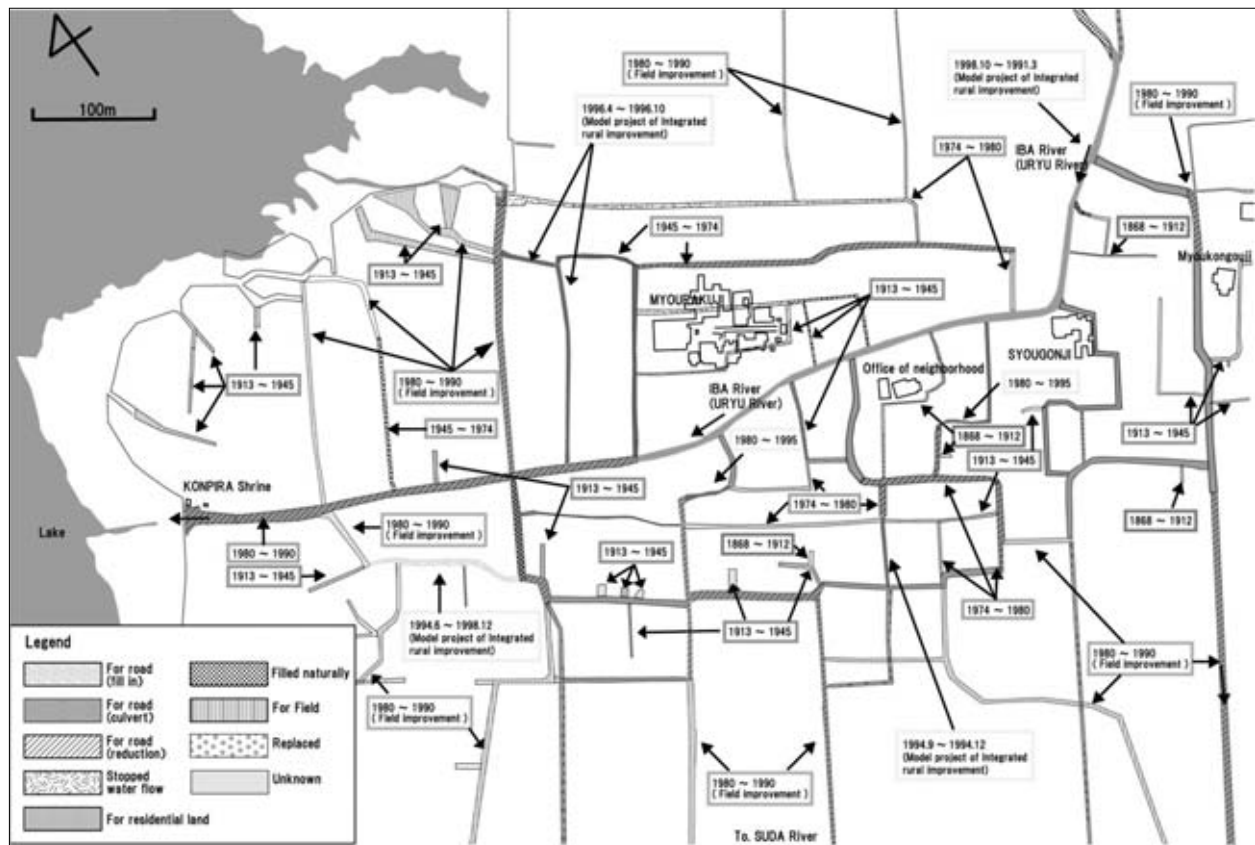 100m
1980 ~ 1990
( Field improvement )
1998.10 ~ 1991.3
(Model project of Integrated
rural improvement)
1980 ~ 1990
( Field improvement )
1996.4 ~ 1996.10
(Model project of Integrated
rural improvement)
1974 ~ 1980
IBA River
(URYU River)
1945 ~ 1974
1868 ~ 1912
1913 ~ 1945
Myoukongouji
MYOURAKUJI
1913 ~ 1945
SYOUGONJI
Office of neighborhood
1913 ~ 1945
1980 ~ 1990
( Field improvement )
IBA River
(URYU River)
1980 ~ 1995
1945 ~ 1974
1980 ~ 1995
1868 ~ 1912
1913 ~ 1945
1913 ~ 1945
KONPIRA Shrine
1913 ~ 1945
1974 ~ 1980
1868 ~ 1912
Lake
1980 ~ 1990
( Field improvement )
1980 ~ 1990
1913 ~ 1945
1868 ~ 1912
1913 ~ 1945
1974 ~ 1980
1994.6 ~ 1998.12
(Model project of Integrated
rural improvement)
1913 ~ 1945
1980 ~ 1990
( Field improvement )
1980 ~ 1990
( Field improvement )
1994.9 ~ 1994.12
(Model project of Integrated
rural improvement)
1980 ~ 1990
( Field improvement )
To. SUDA River
Legend
For road
(fill in)
Filled naturally
For road
(culvert)
For Field
For road
(reduction)
Replaced
Stopped
water flow
Unknown
For residential land